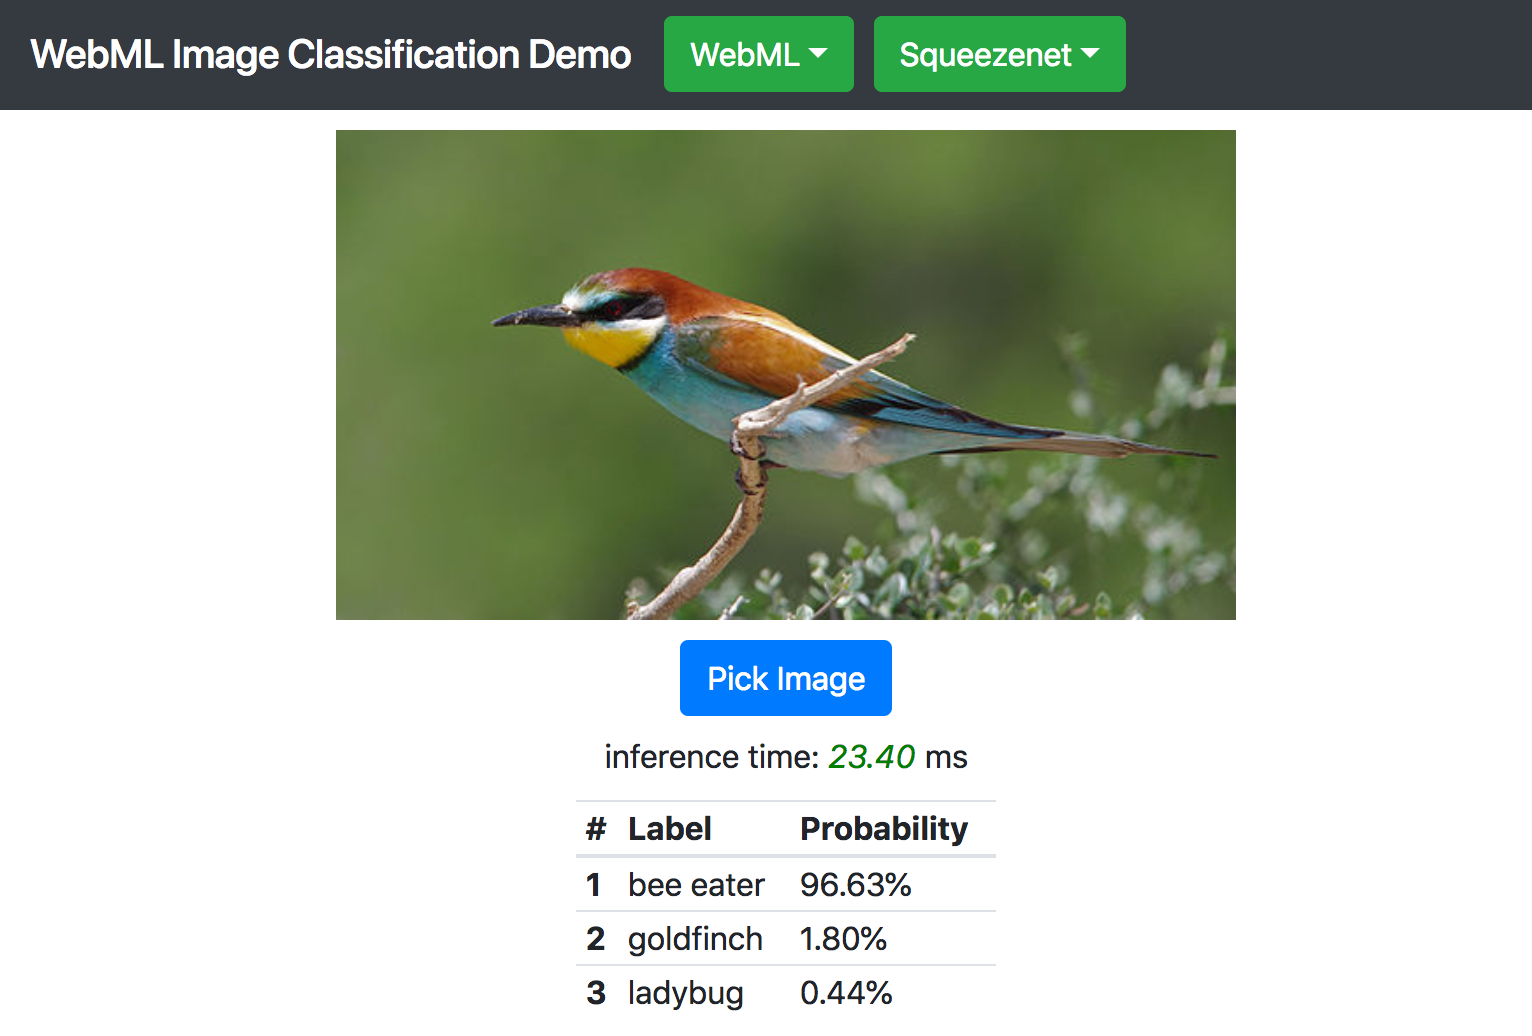 WebML Image Classification Demo WebML Squeezenet
Pick Image
inference time: 23.40 ms
# Label Probability
1 bee eater 96.63%
2 goldfinch 1.80%
3 ladybug 0.44%